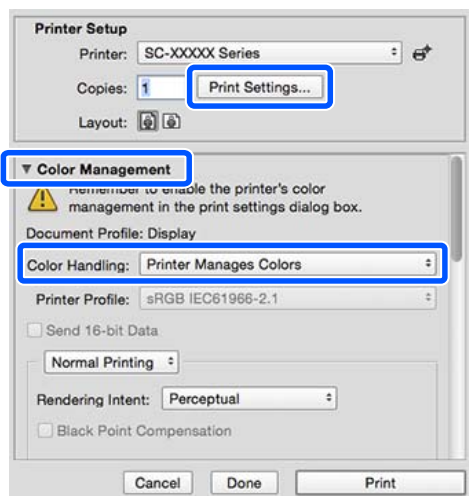 Printer Setup
Printer: SC-XXXXX Series
Copies: 1 Print Settings...
Layout:
Color Management
Remember to enable the printer's color
management in the print settings dialog box.
Document Profile: Display
Color Handling: Printer Manages Colors
Printer Profile: sRGB IEC61966-2.1
Send 16-bit Data
Normal Printing
Rendering Intent: Perceptual
Black Point Compensation
Cancel Done Print